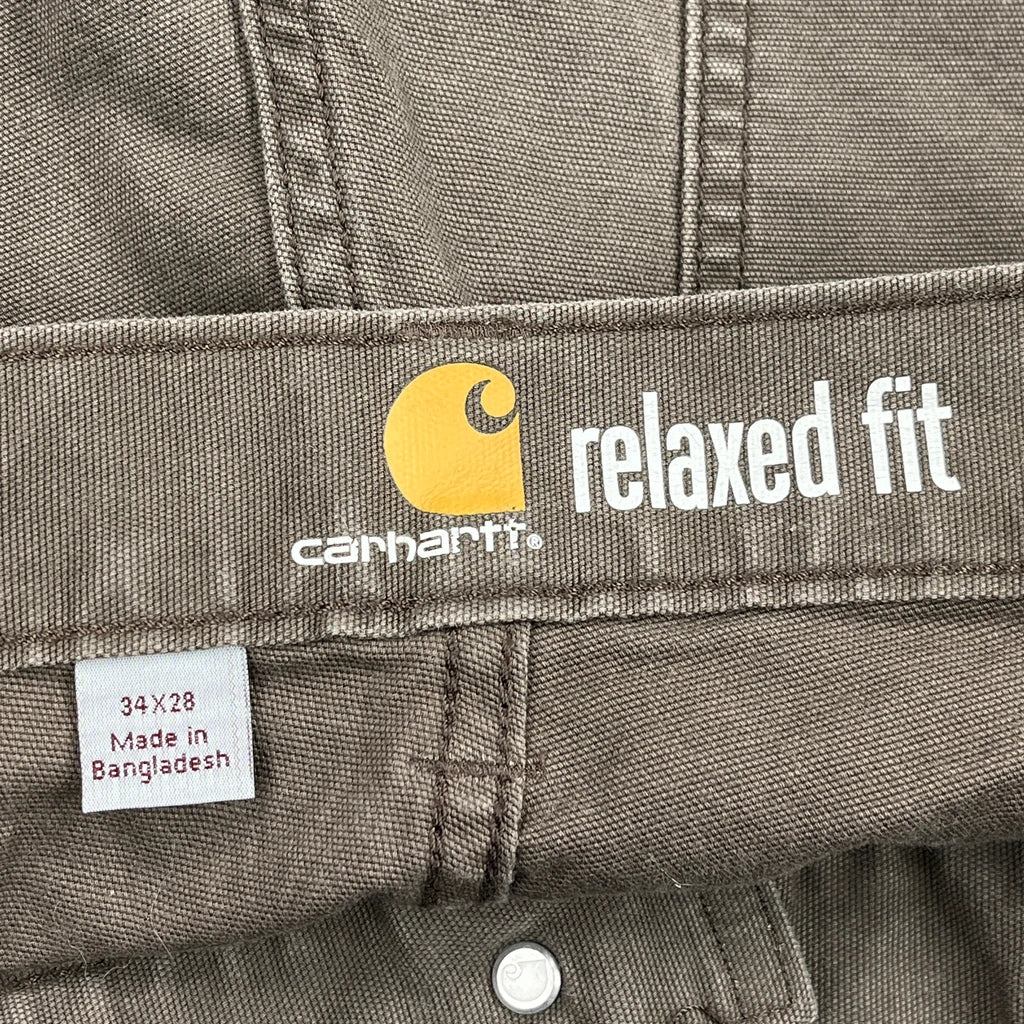 relaxed fit
carhartt®
34X28
Made in
Bangladesh